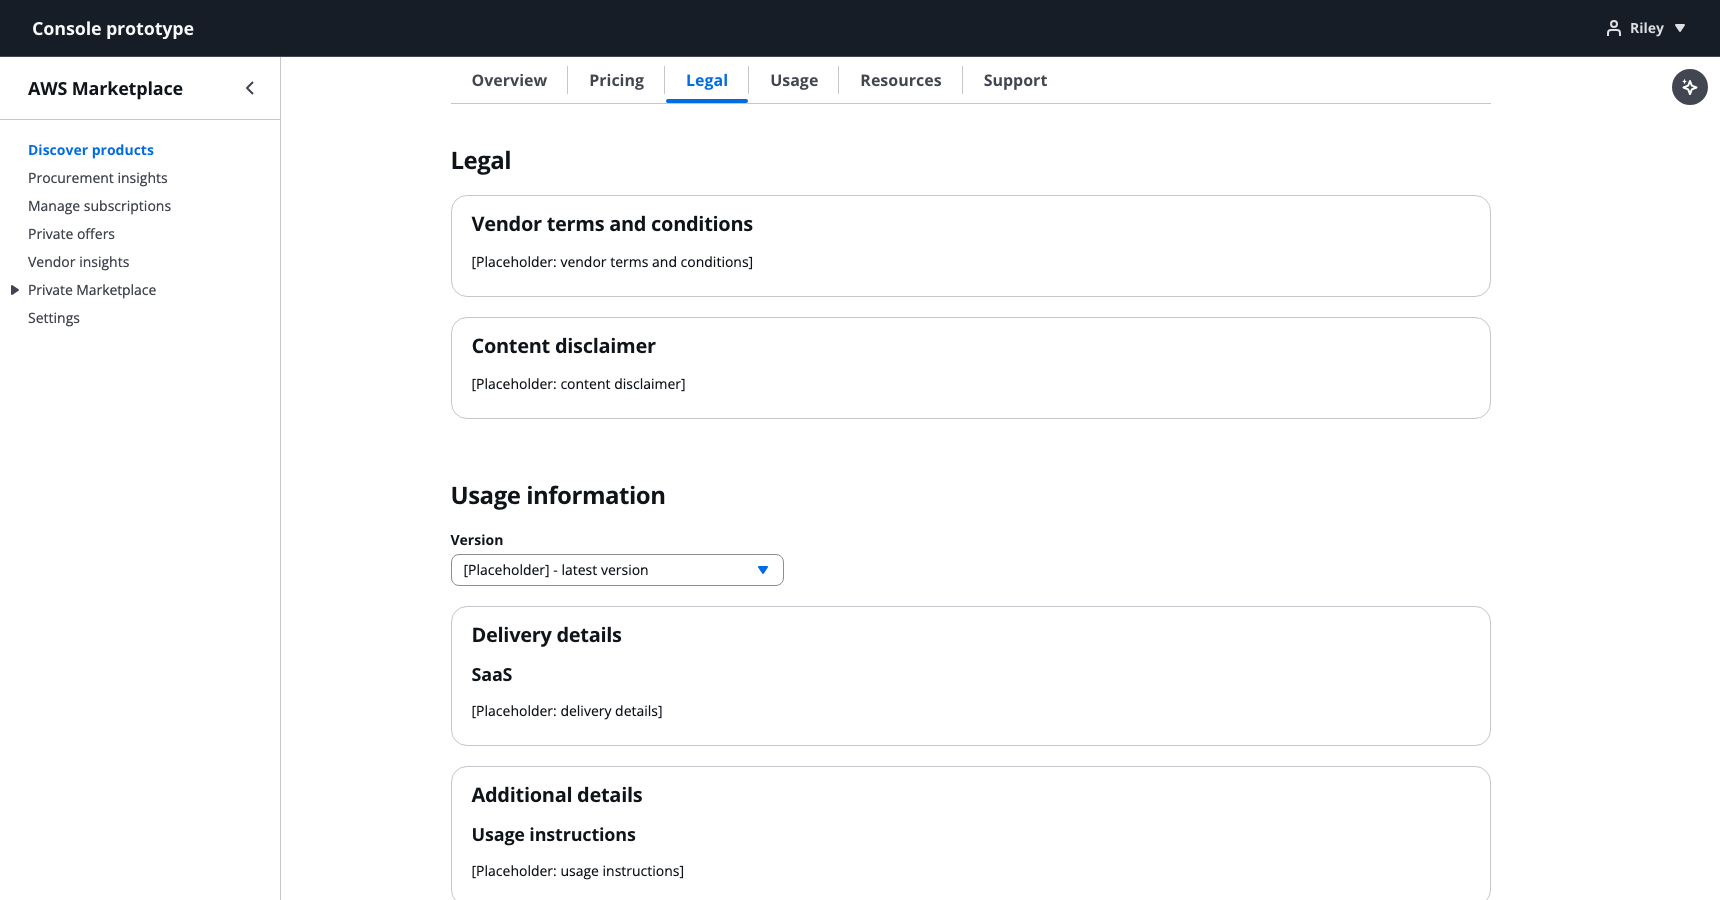 Console prototype
Riley
AWS Marketplace
Discover products
Procurement insights
Manage subscriptions
Private offers
Vendor insights
Private Marketplace
Settings
Overview
Pricing
Legal
Usage
Resources
Support
Legal
Vendor terms and conditions
[Placeholder: vendor terms and conditions]
Content disclaimer
[Placeholder: content disclaimer]
Usage information
Version
[Placeholder] - latest version
Delivery details
SaaS
[Placeholder: delivery details]
Additional details
Usage instructions
[Placeholder: usage instructions]